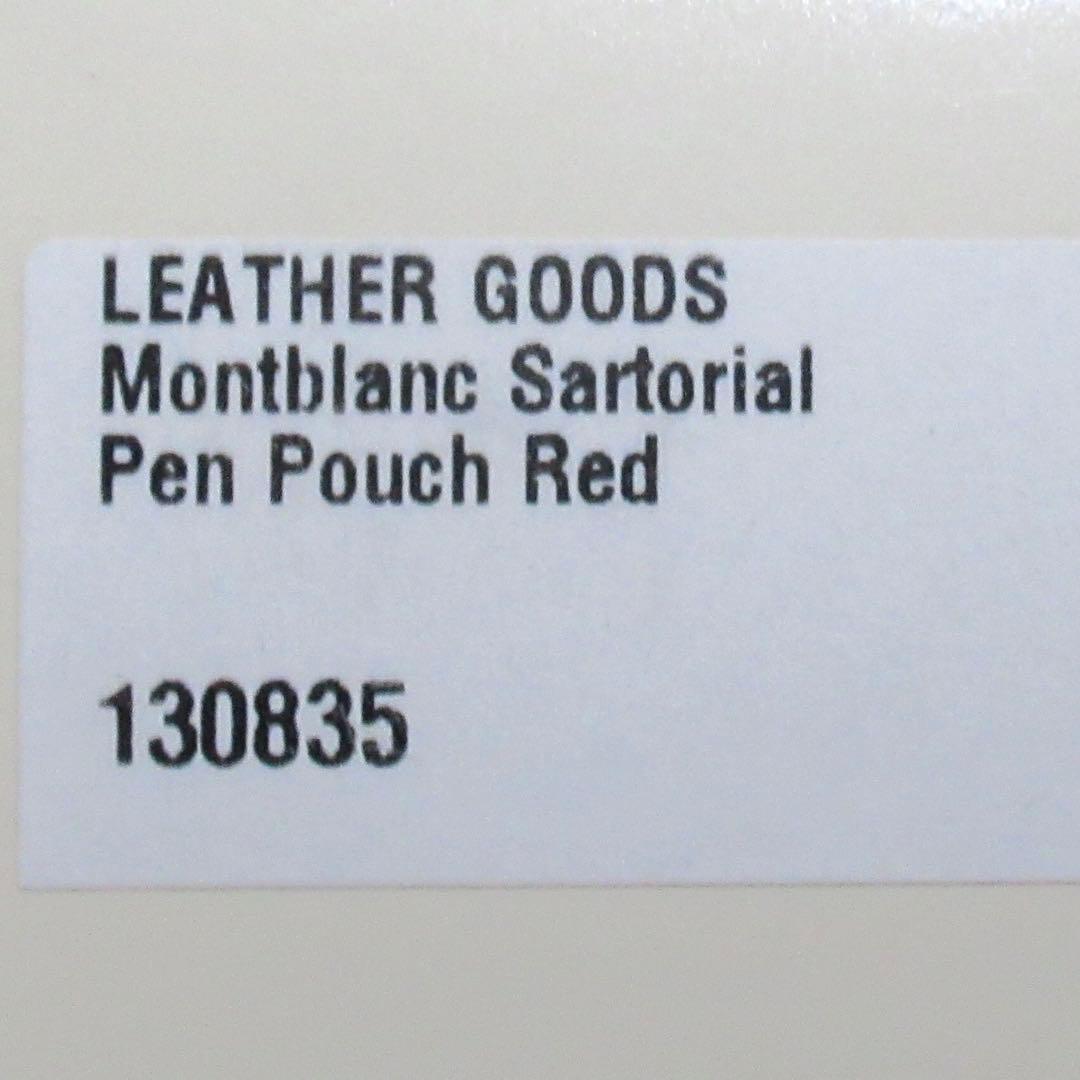 LEATHER GOODS
Montblanc Sartorial
Pen Pouch Red
130835